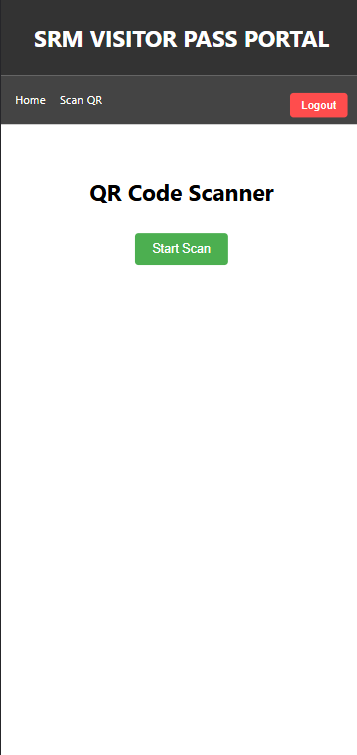 SRM VISITOR PASS PORTAL
Home Scan QR Logout
QR Code Scanner
Start Scan